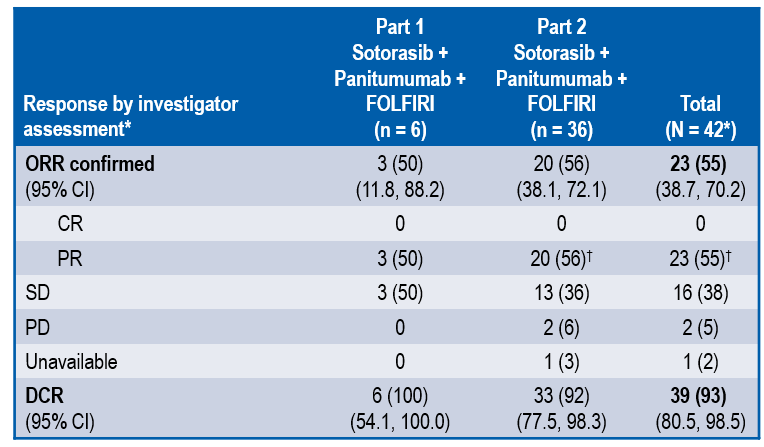 Response by investigator assessment* Part 1 Sotorasib + Panitumumab + FOLFIRI (n = 6) Part 2 Sotorasib + Panitumumab + FOLFIRI (n = 36) Total (N = 42*)
ORR confirmed 3 (50) 20 (56) 23 (55)
(95% CI) (11.8, 88.2) (38.1, 72.1) (38.7, 70.2)
CR 0 0 0
PR 3 (50) 20 (56)† 23 (55)†
SD 3 (50) 13 (36) 16 (38)
PD 0 2 (6) 2 (5)
Unavailable 0 1 (3) 1 (2)
DCR 6 (100) 33 (92) 39 (93)
(95% CI) (54.1, 100.0) (77.5, 98.3) (80.5, 98.5)